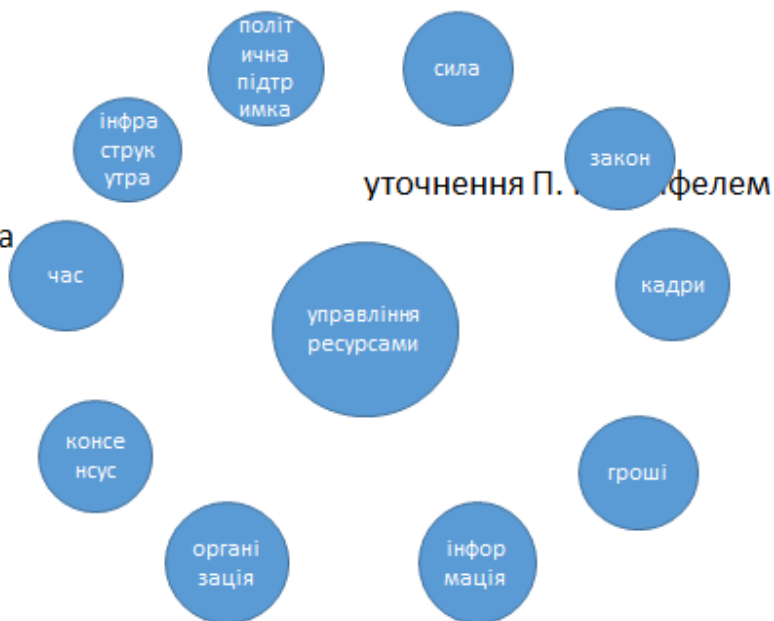 політ
ична
підтр
имка
сила
інфра
струк
утра
закон
уточнення П.
фелем
а
час
кадри
управління
ресурсами
консе
нсус
гроші
органі
зація
інфор
мація